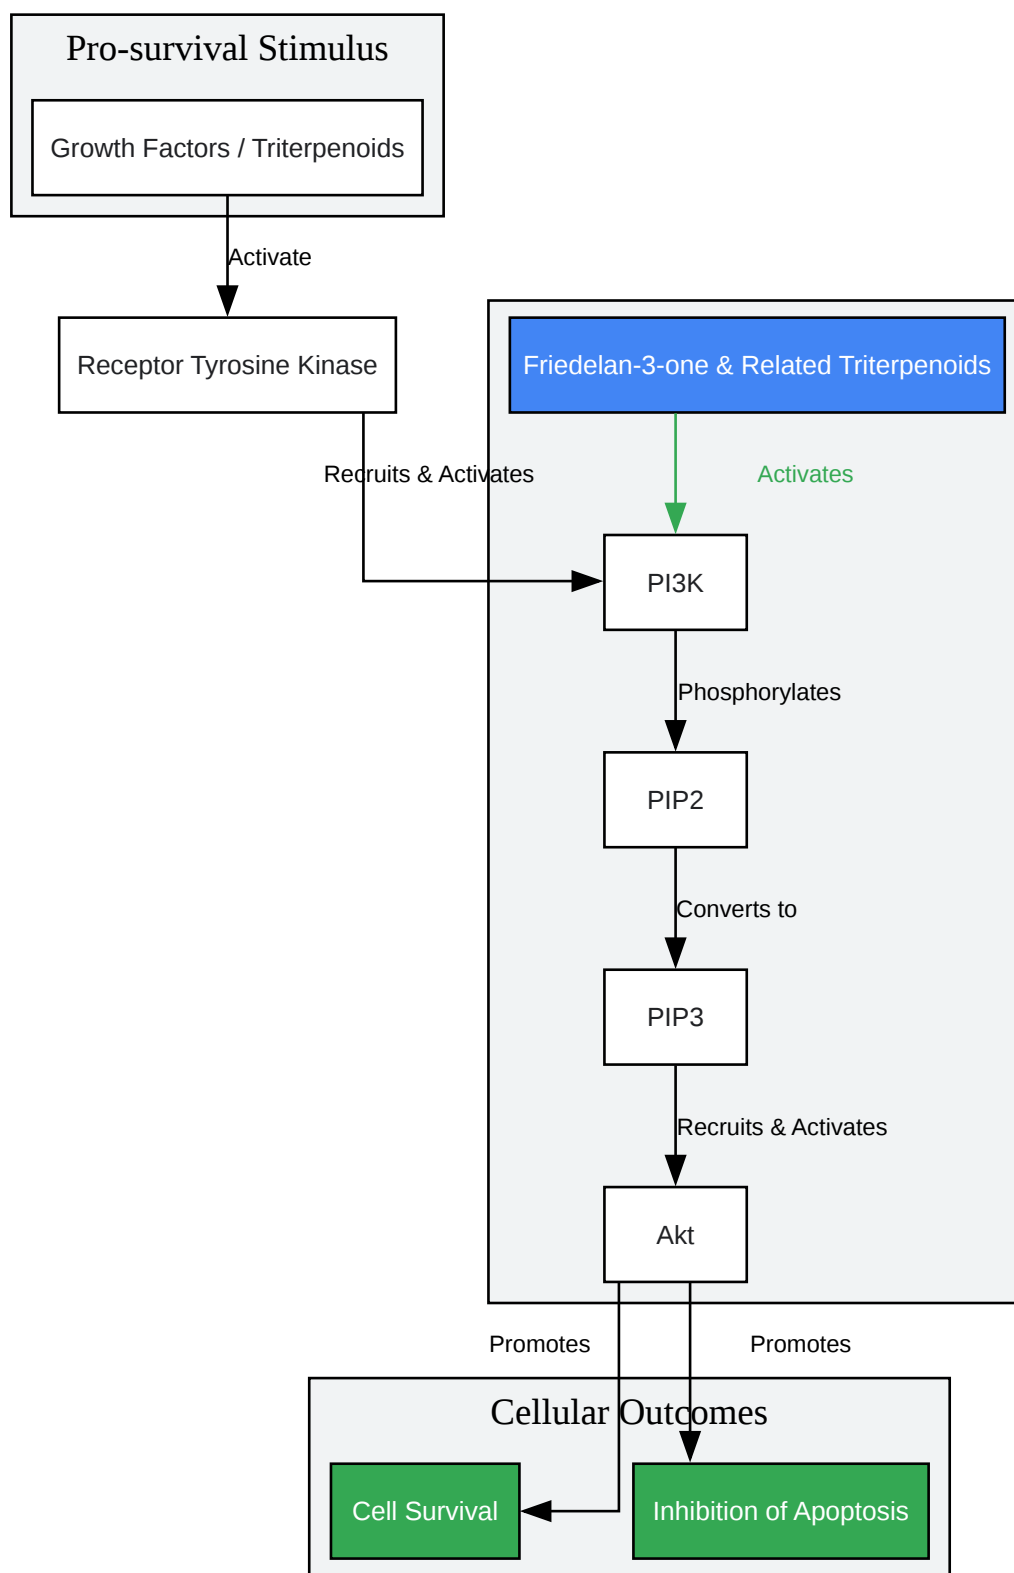 Pro-survival Stimulus
Growth Factors / Triterpenoids
Activate
Receptor Tyrosine Kinase
Friedelan-3-one & Related Triterpenoids
Recruits & Activates
Activates
PI3K
Phosphorylates
PIP2
Converts to
PIP3
Recruits & Activates
Akt
Promotes
Promotes
Cellular Outcomes
Cell Survival
Inhibition of Apoptosis